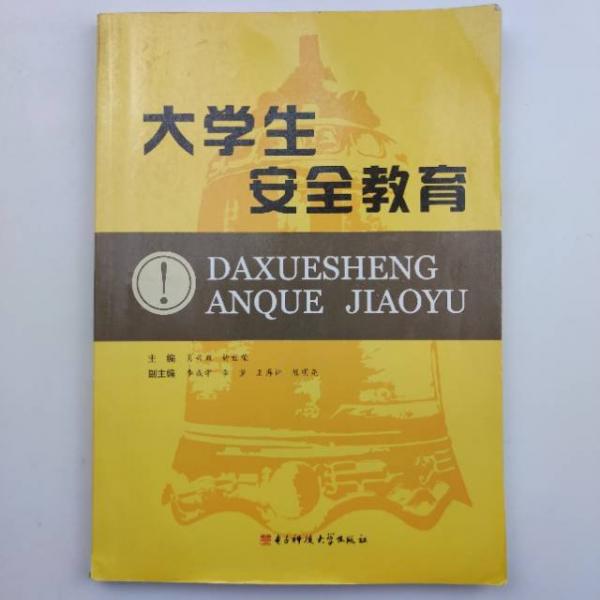 大学生
安全教育
!
DAXUESHENG
ANQUE JIAOYU
主 编
副主编
电子科技大学出版社